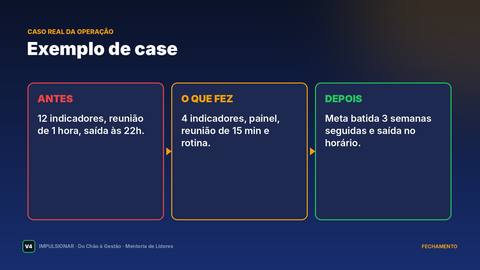 CASO REAL DA OPERAÇÃO
Exemplo de case
ANTES
12 indicadores, reunião
de 1 hora, saída às 22h.
O QUE FEZ
4 indicadores, painel,
reunião de 15 min e
rotina.
DEPOIS
Meta batida 3 semanas
seguidas e saída no
horário.
V4
IMPULSIONAR · Do Chão à Gestão · Mentoria de Líderes
FECHAMENTO